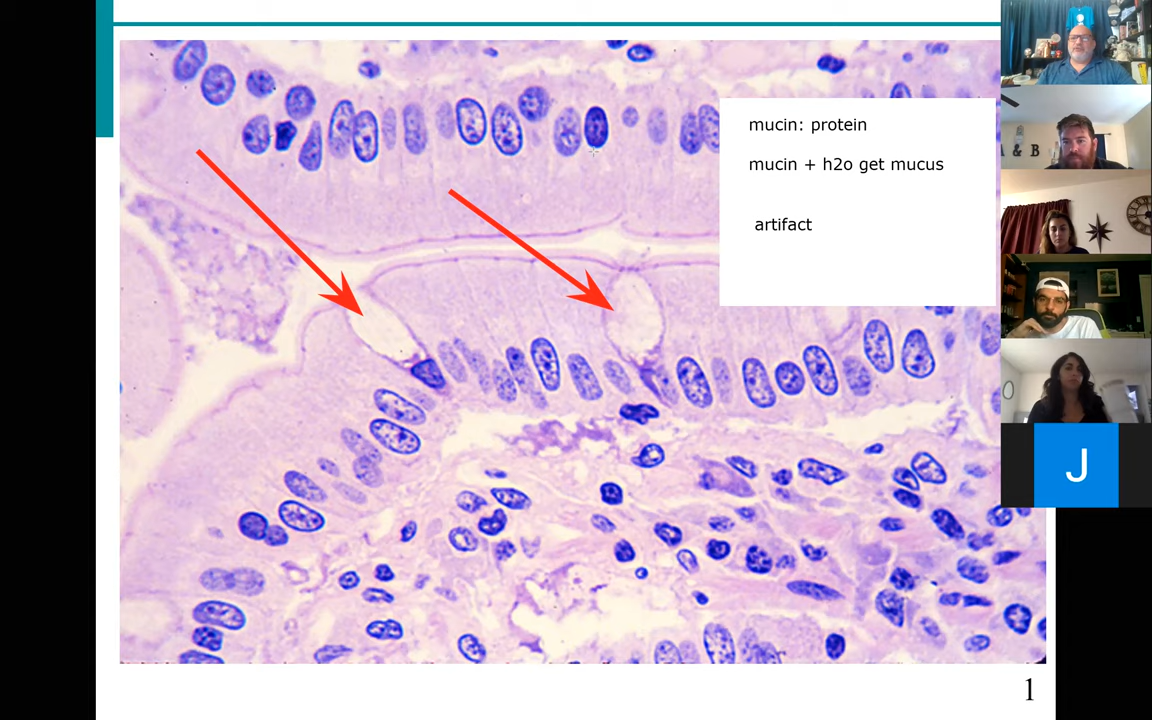 mucin: protein
mucin + h2o get mucus
artifact
A & B
J
1